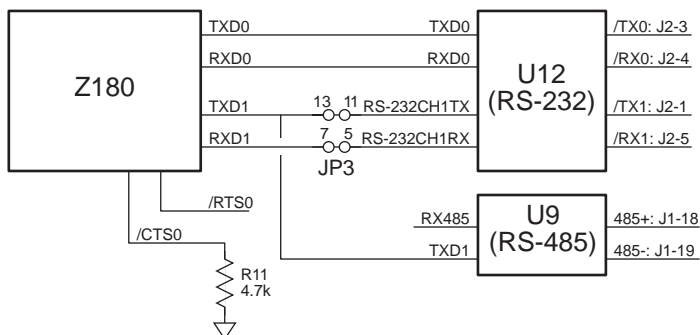 TXD0 TXD0 /TX0: J2-3
RXD0 RXD0 /RX0: J2-4
Z180
U12
(RS-232)
TXD1 13 11 RS-232CH1TX /TX1: J2-1
RXD1 7 5 RS-232CH1RX /RX1: J2-5
JP3
/RTS0
/CTS0
RX485 485+: J1-18
U9
(RS-485)
TXD1 485-: J1-19
R11
4.7k